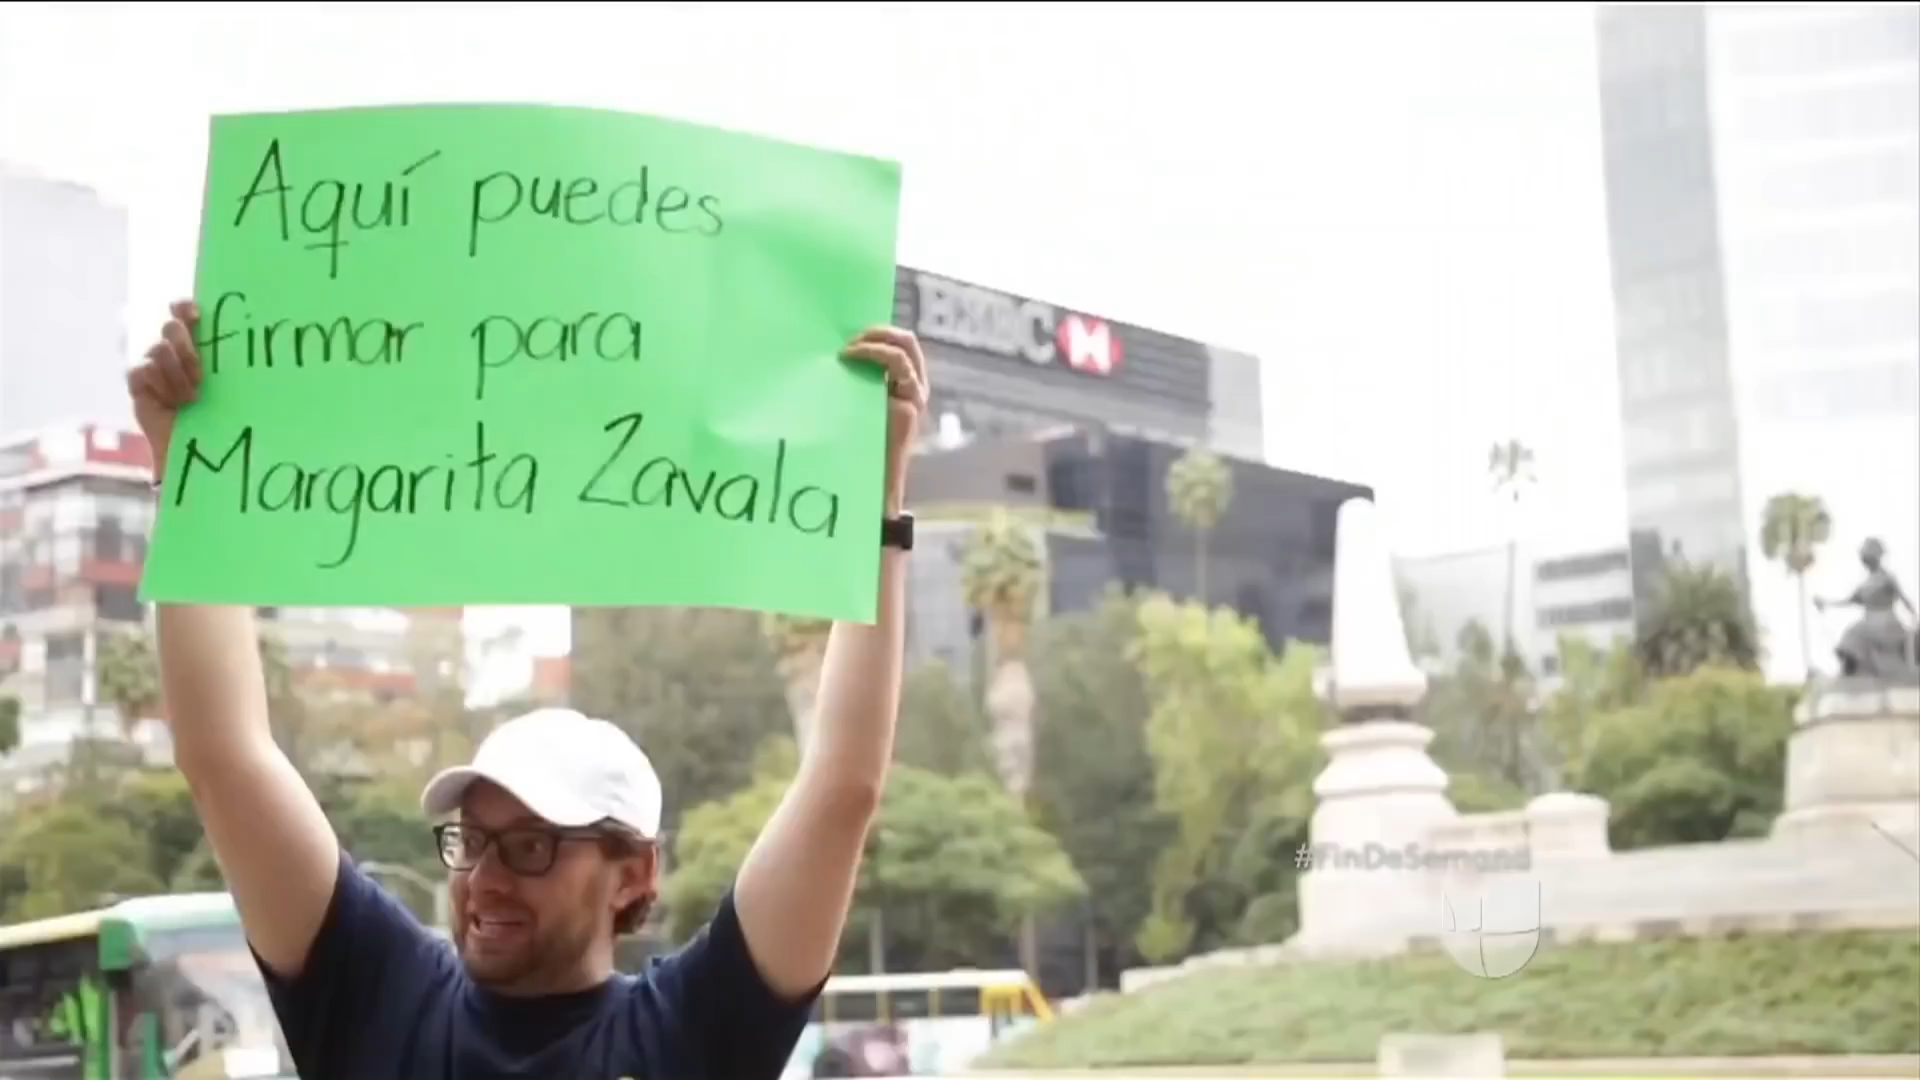 Aquí puedes
firmar para
Margarita Zavala
HSBC
#FinDeSemana